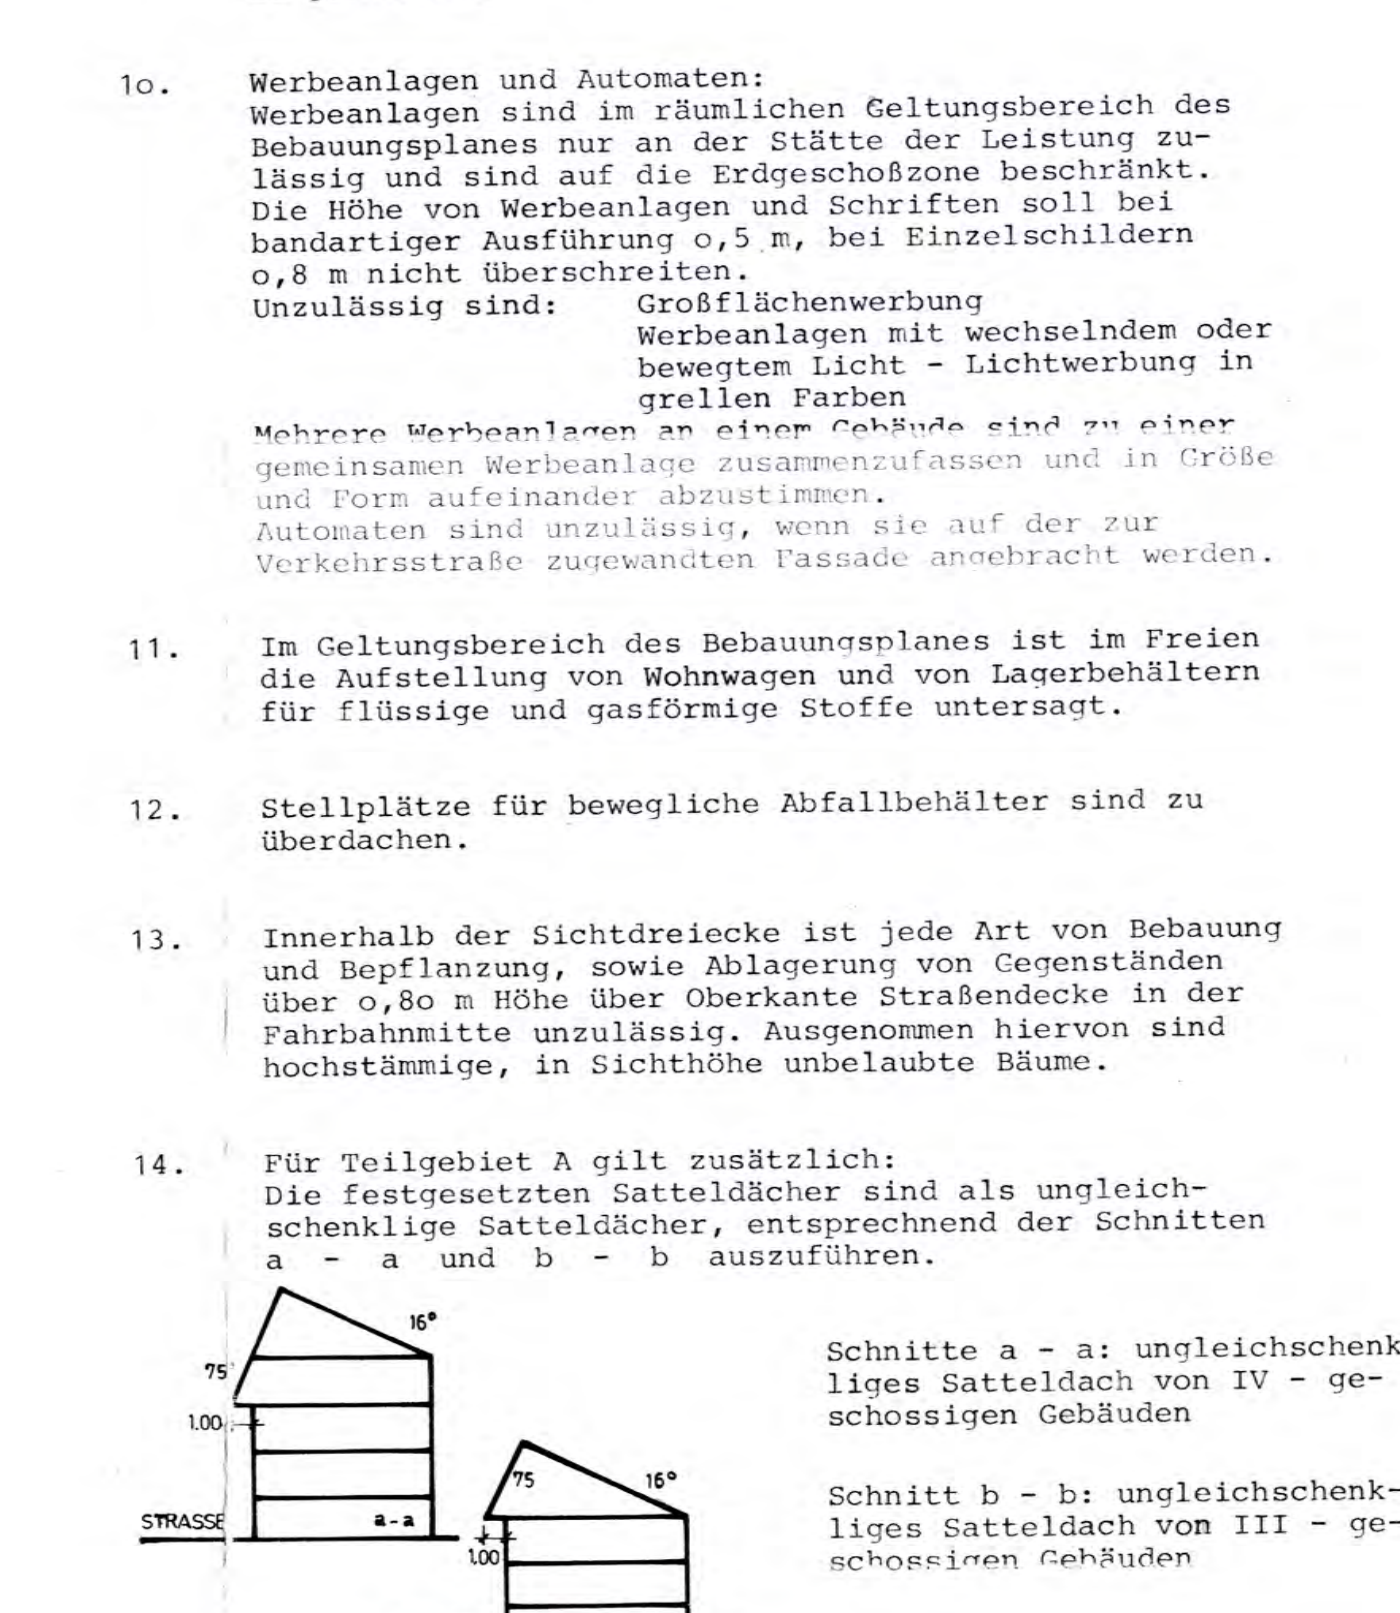 1o. Werbeanlagen und Automaten:
Werbeanlagen sind im räumlichen Geltungsbereich des
Bebauungsplanes nur an der Stätte der Leistung zu-
lässig und sind auf die Erdgeschoßzone beschränkt.
Die Höhe von Werbeanlagen und Schriften soll bei
bandartiger Ausführung o,5 m, bei Einzelschildern
o,8 m nicht überschreiten.
Unzulässig sind: Großflächenwerbung
Werbeanlagen mit wechselndem oder
bewegtem Licht - Lichtwerbung in
grellen Farben
Mehrere Werbeanlagen an einem Gebäude sind zu einer
gemeinsamen Werbeanlage zusammenzufassen und in Größe
und Form aufeinander abzustimmen.
Automaten sind unzulässig, wenn sie auf der zur
Verkehrsstraße zugewandten Fassade angebracht werden.
11. Im Geltungsbereich des Bebauungsplanes ist im Freien
die Aufstellung von Wohnwagen und von Lagerbehältern
für flüssige und gasförmige Stoffe untersagt.
12. Stellplätze für bewegliche Abfallbehälter sind zu
überdachen.
13. Innerhalb der Sichtdreiecke ist jede Art von Bebauung
und Bepflanzung, sowie Ablagerung von Gegenständen
über o,8o m Höhe über Oberkante Straßendecke in der
Fahrbahnmitte unzulässig. Ausgenommen hiervon sind
hochstämmige, in Sichthöhe unbelaubte Bäume.
14. Für Teilgebiet A gilt zusätzlich:
Die festgesetzten Satteldächer sind als ungleich-
schenklige Satteldächer, entsprechnend der Schnitten
a - a und b - b auszuführen.
16°
75°
1.00
STRASSE
a-a
Schnitte a - a: ungleichschenk
liges Satteldach von IV - ge-
schossigen Gebäuden
75
16°
1.00
Schnitt b - b: ungleichschenk-
liges Satteldach von III - ge-
schossigen Gebäuden